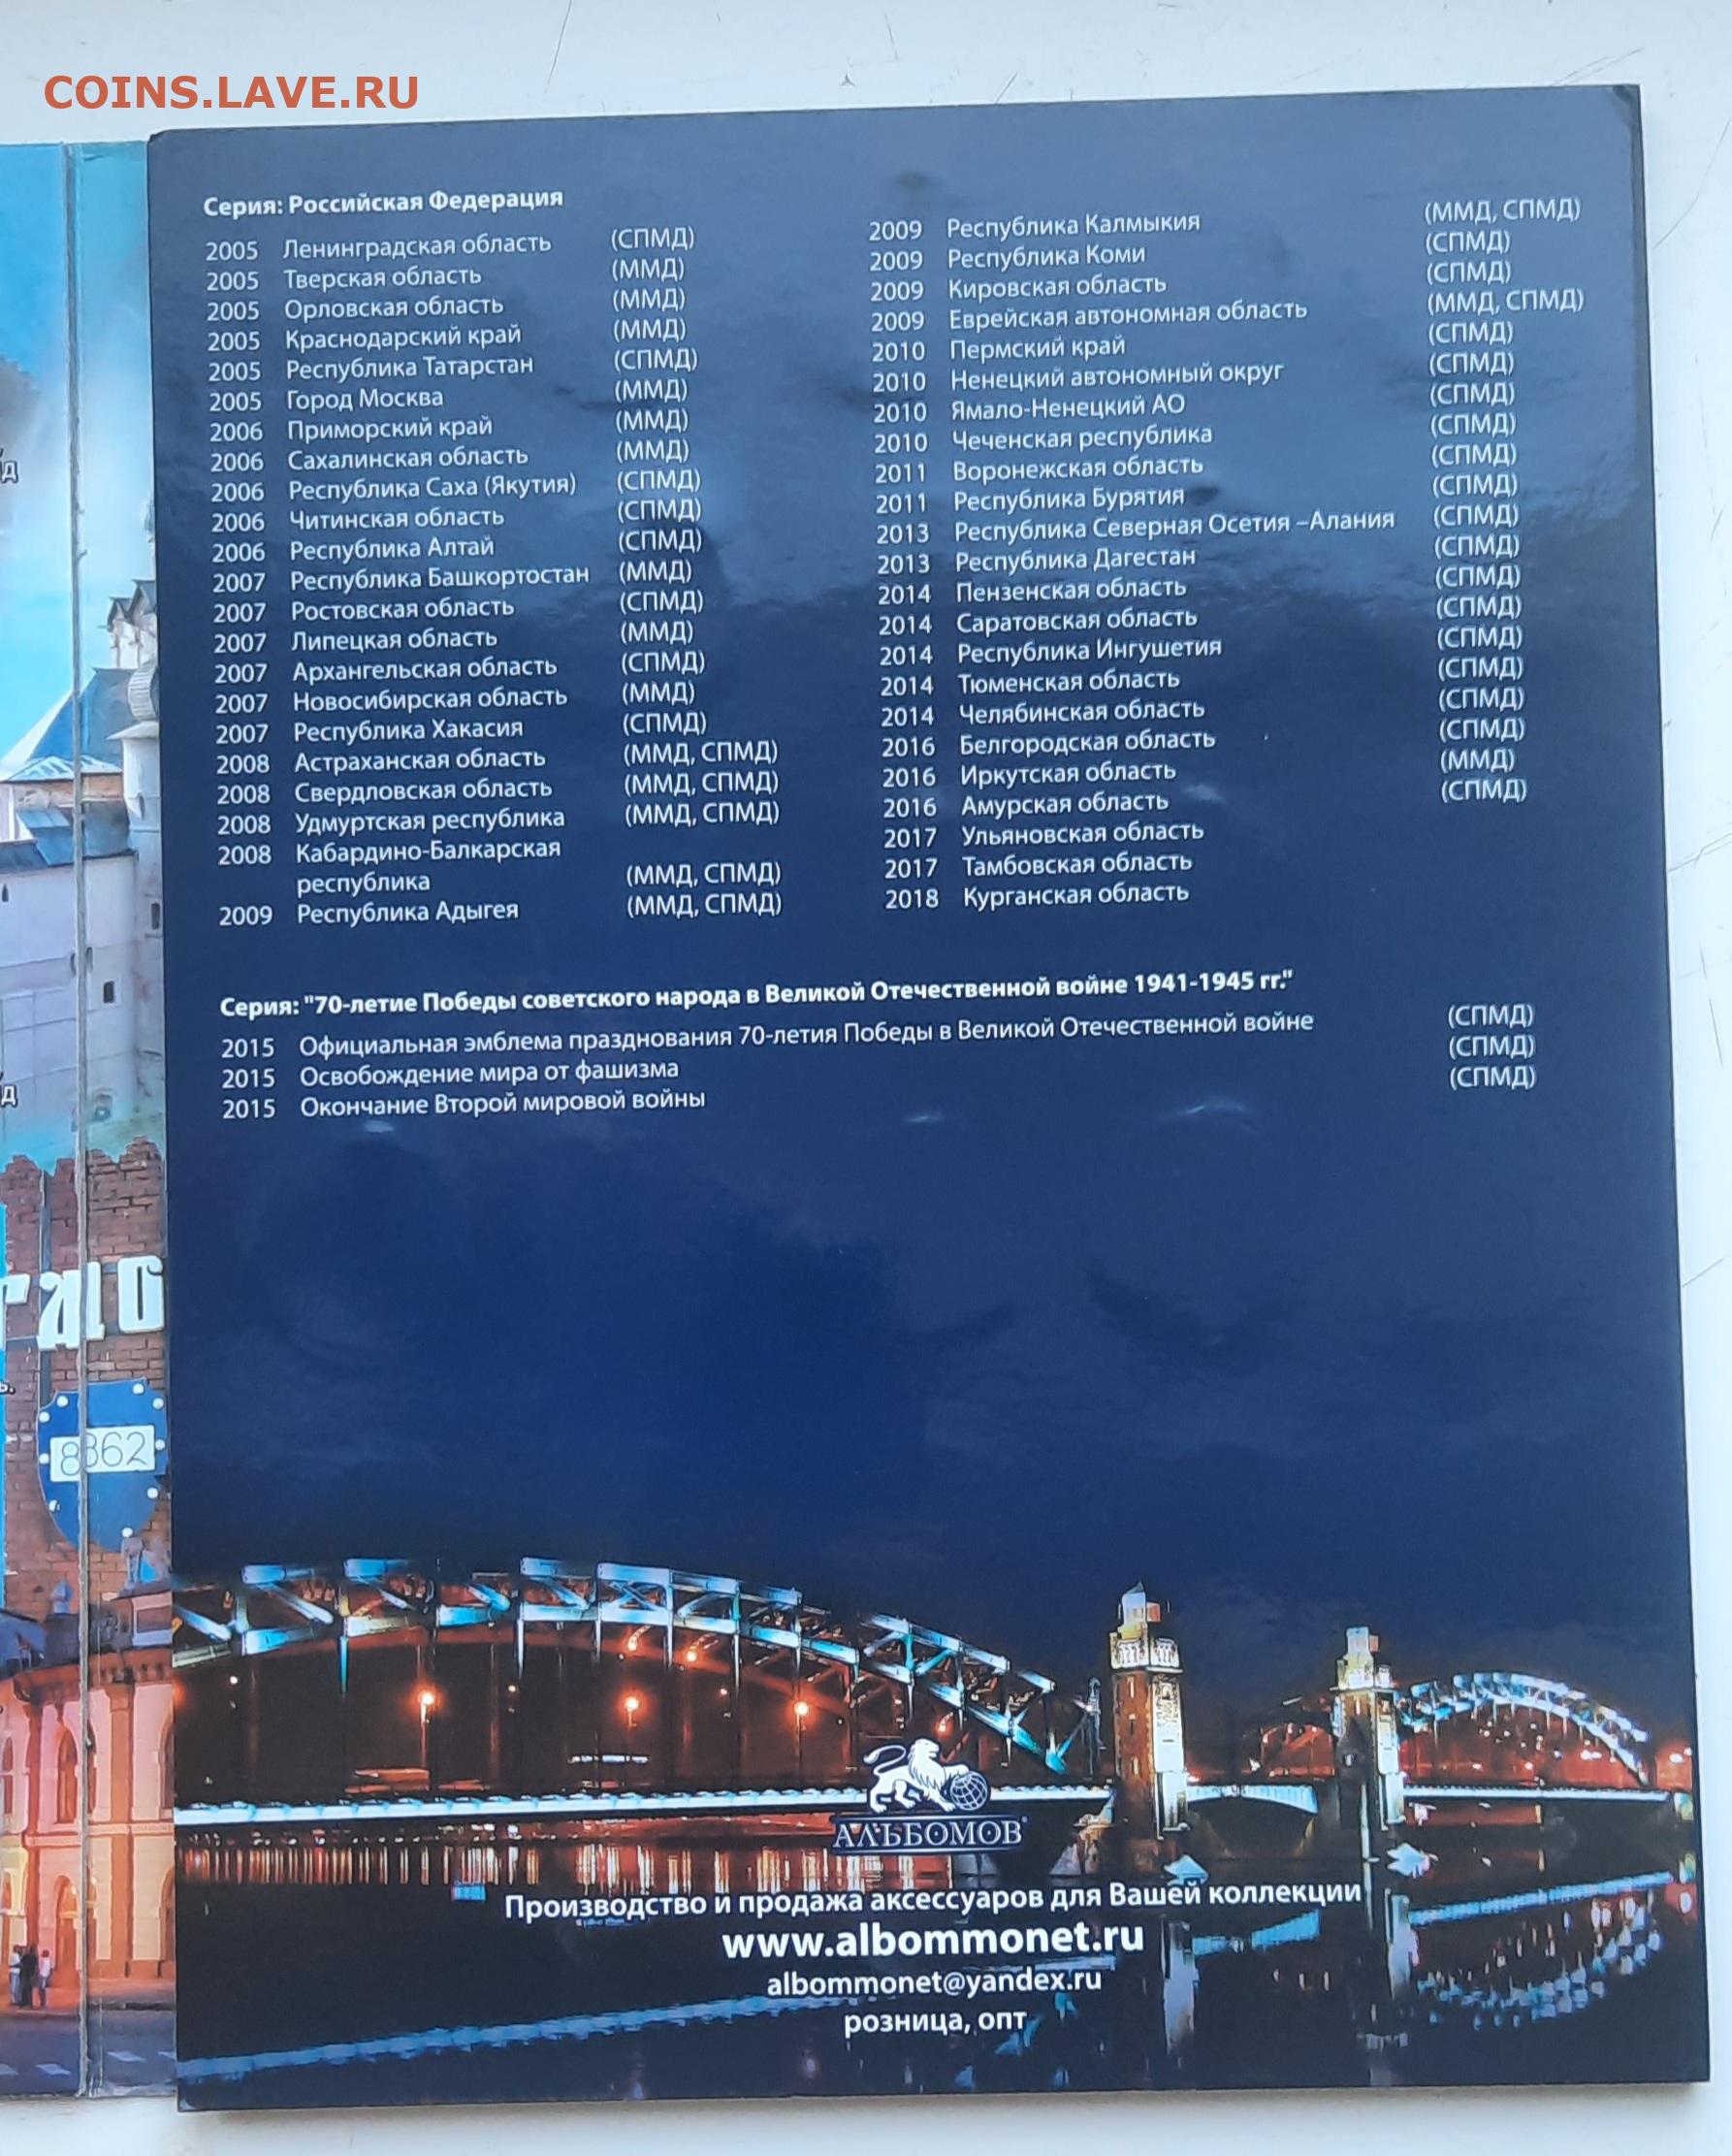 COINS.LAVE.RU
Серия: Российская Федерация
2005 Ленинградская область (СПМД)
2005 Тверская область (ММД)
2005 Орловская область (ММД)
2005 Краснодарский край (ММД)
2005 Республика Татарстан (СПМД)
2005 Город Москва (ММД)
2006 Приморский край (ММД)
2006 Сахалинская область (ММД)
2006 Республика Саха (Якутия) (СПМД)
2006 Читинская область (СПМД)
2006 Республика Алтай (СПМД)
2007 Республика Башкортостан (ММД)
2007 Ростовская область (СПМД)
2007 Липецкая область (ММД)
2007 Архангельская область (СПМД)
2007 Новосибирская область (ММД)
2007 Республика Хакасия (СПМД)
2008 Астраханская область (ММД, СПМД)
2008 Свердловская область (ММД, СПМД)
2008 Удмуртская республика (ММД, СПМД)
2008 Кабардино-Балкарская
республика (ММД, СПМД)
2009 Республика Адыгея (ММД, СПМД)
2009 Республика Калмыкия (ММД, СПМД)
2009 Республика Коми (СПМД)
2009 Кировская область (СПМД)
2009 Еврейская автономная область (ММД, СПМД)
2010 Пермский край (СПМД)
2010 Ненецкий автономный округ (СПМД)
2010 Ямало-Ненецкий АО (СПМД)
2010 Чеченская республика (СПМД)
2011 Воронежская область (СПМД)
2011 Республика Бурятия (СПМД)
2013 Республика Северная Осетия –Алания (СПМД)
2013 Республика Дагестан (СПМД)
2014 Пензенская область (СПМД)
2014 Саратовская область (СПМД)
2014 Республика Ингушетия (СПМД)
2014 Тюменская область (СПМД)
2014 Челябинская область (СПМД)
2016 Белгородская область (СПМД)
2016 Иркутская область (ММД)
2016 Амурская область (СПМД)
2017 Ульяновская область
2017 Тамбовская область
2018 Курганская область
Серия: "70-летие Победы советского народа в Великой Отечественной войне 1941-1945 гг."
2015 Официальная эмблема празднования 70-летия Победы в Великой Отечественной войне (СПМД)
2015 Освобождение мира от фашизма (СПМД)
2015 Окончание Второй мировой войны (СПМД)
8862
АЛЬБОМОВ
Производство и продажа аксессуаров для Вашей коллекции
www.albommonet.ru
albommonet@yandex.ru
розница, опт